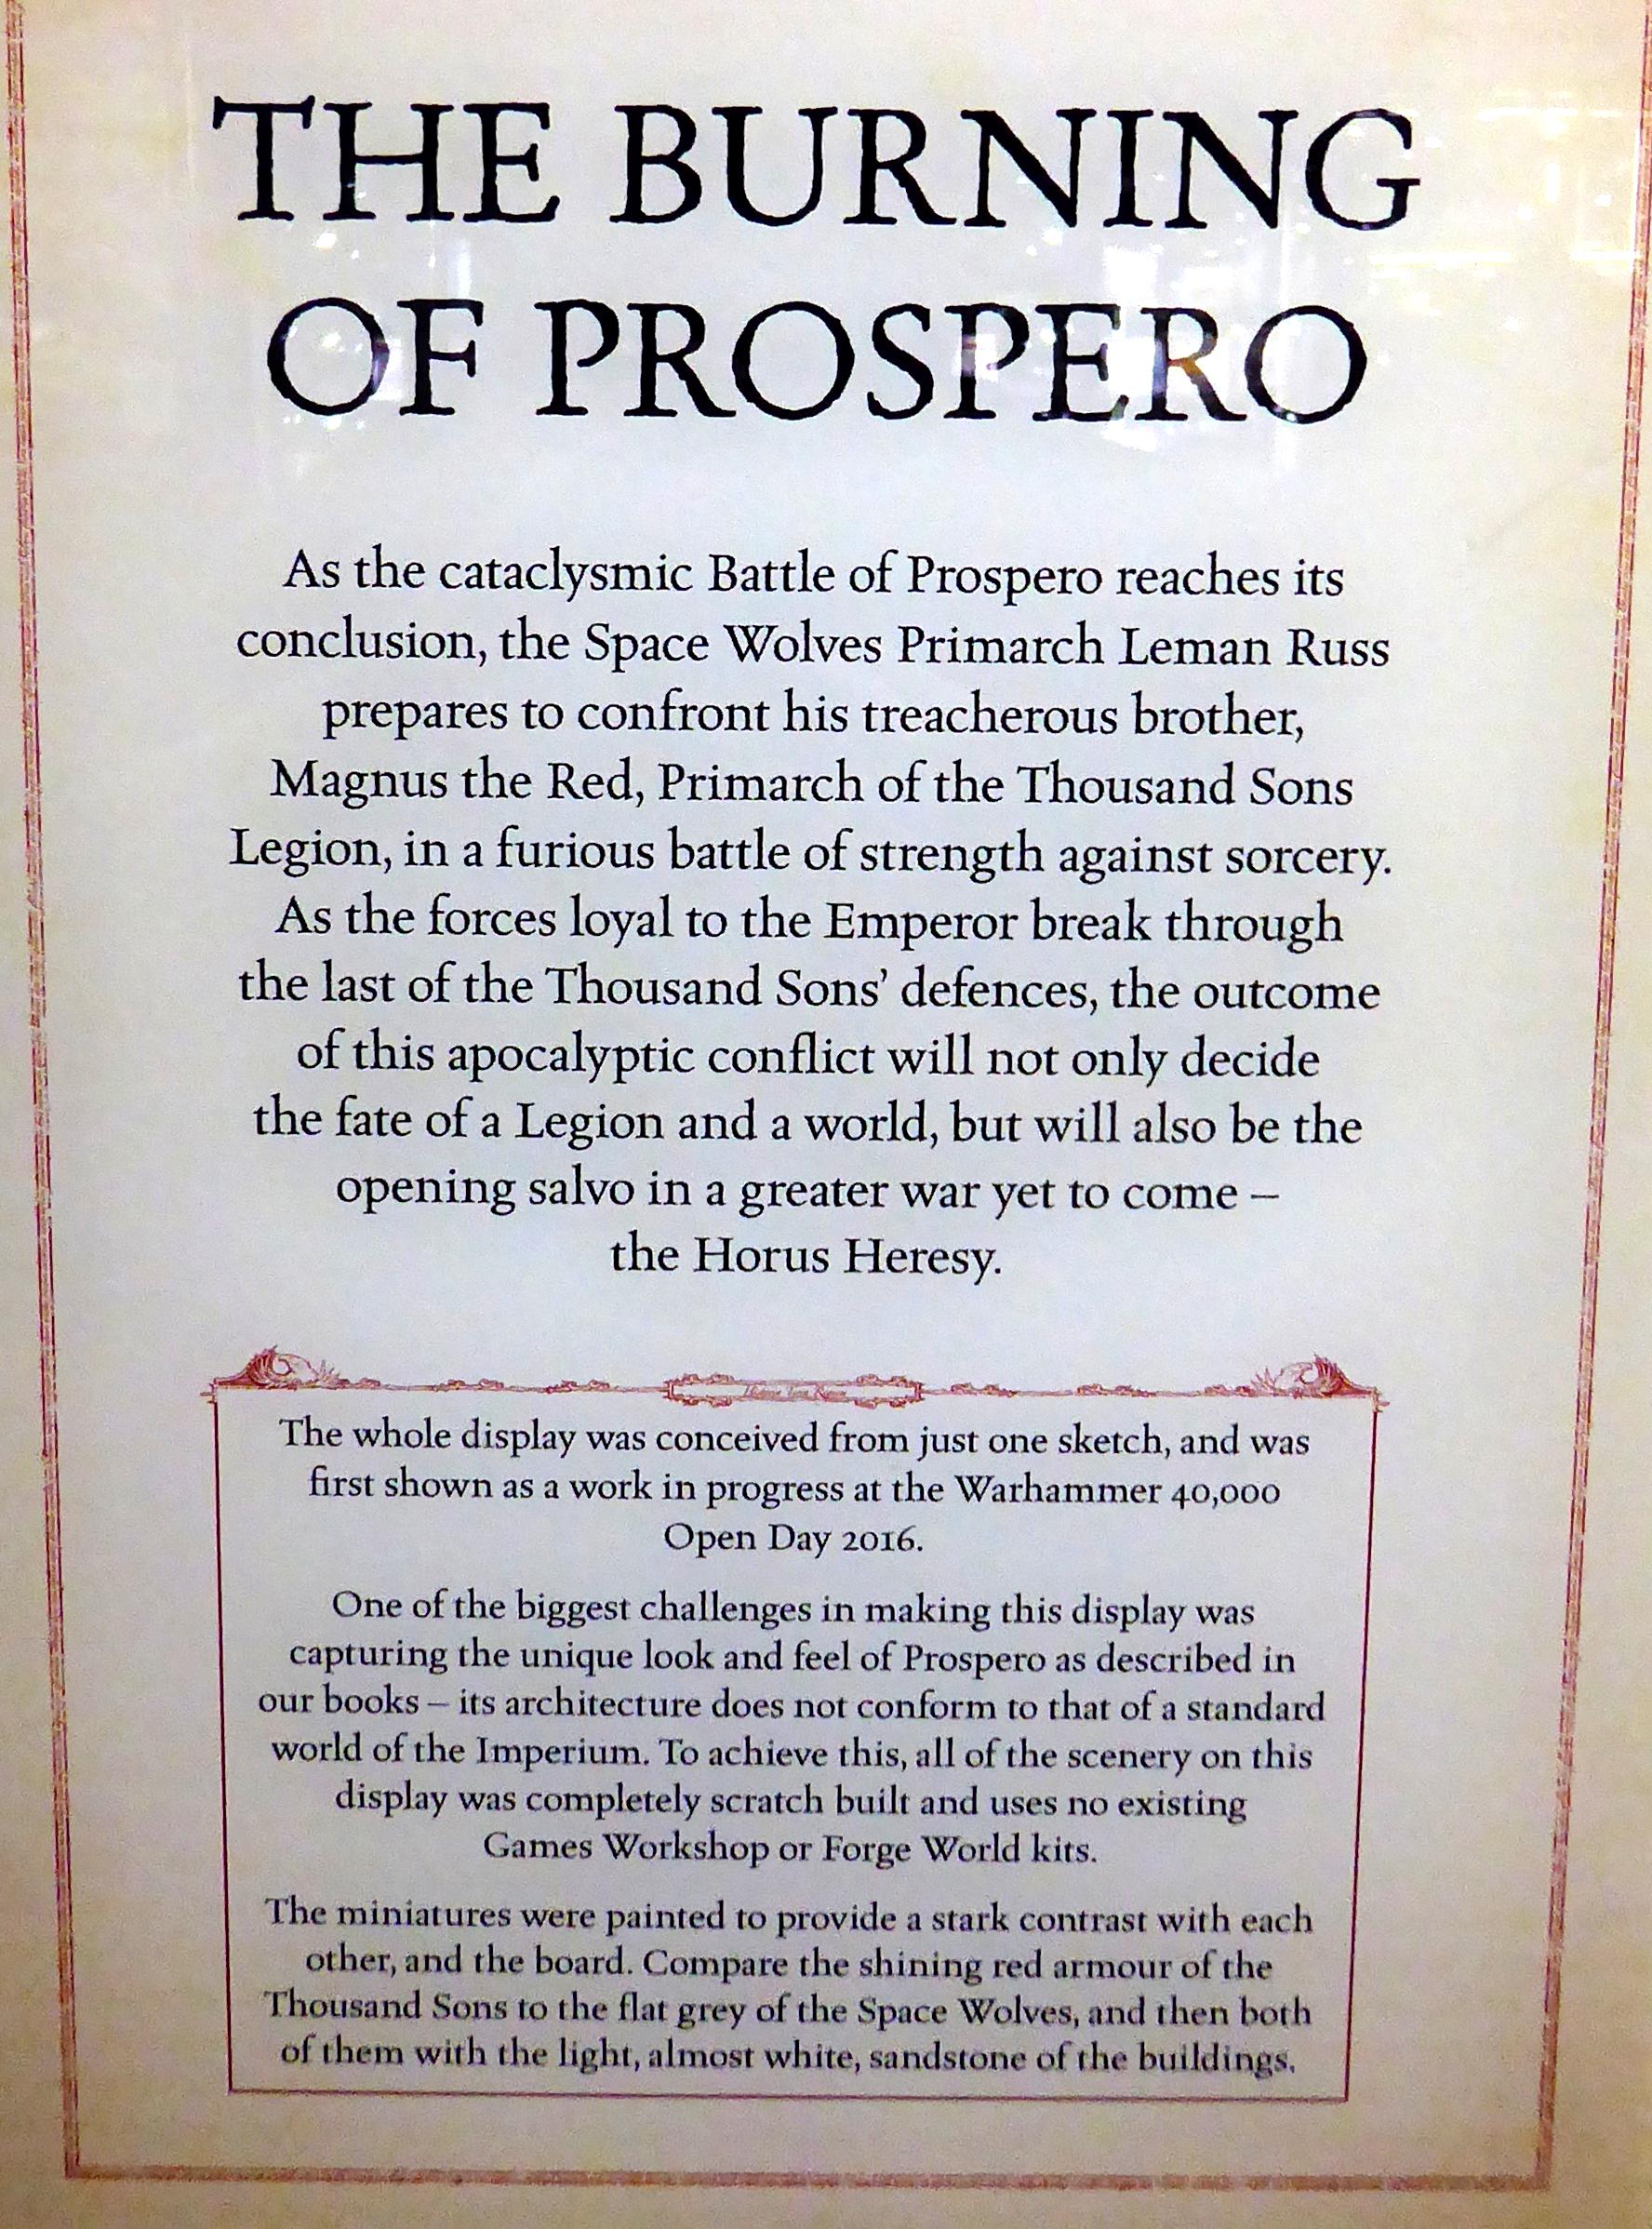 THE BURNING
OF PROSPERO
As the cataclysmic Battle of Prospero reaches its
conclusion, the Space Wolves Primarch Leman Russ
prepares to confront his treacherous brother,
Magnus the Red, Primarch of the Thousand Sons
Legion, in a furious battle of strength against sorcery.
As the forces loyal to the Emperor break through
the last of the Thousand Sons’ defences, the outcome
of this apocalyptic conflict will not only decide
the fate of a Legion and a world, but will also be the
opening salvo in a greater war yet to come –
the Horus Heresy.
The whole display was conceived from just one sketch, and was
first shown as a work in progress at the Warhammer 40,000
Open Day 2016.
One of the biggest challenges in making this display was
capturing the unique look and feel of Prospero as described in
our books – its architecture does not conform to that of a standard
world of the Imperium. To achieve this, all of the scenery on this
display was completely scratch built and uses no existing
Games Workshop or Forge World kits.
The miniatures were painted to provide a stark contrast with each
other, and the board. Compare the shining red armour of the
Thousand Sons to the flat grey of the Space Wolves, and then both
of them with the light, almost white, sandstone of the buildings.